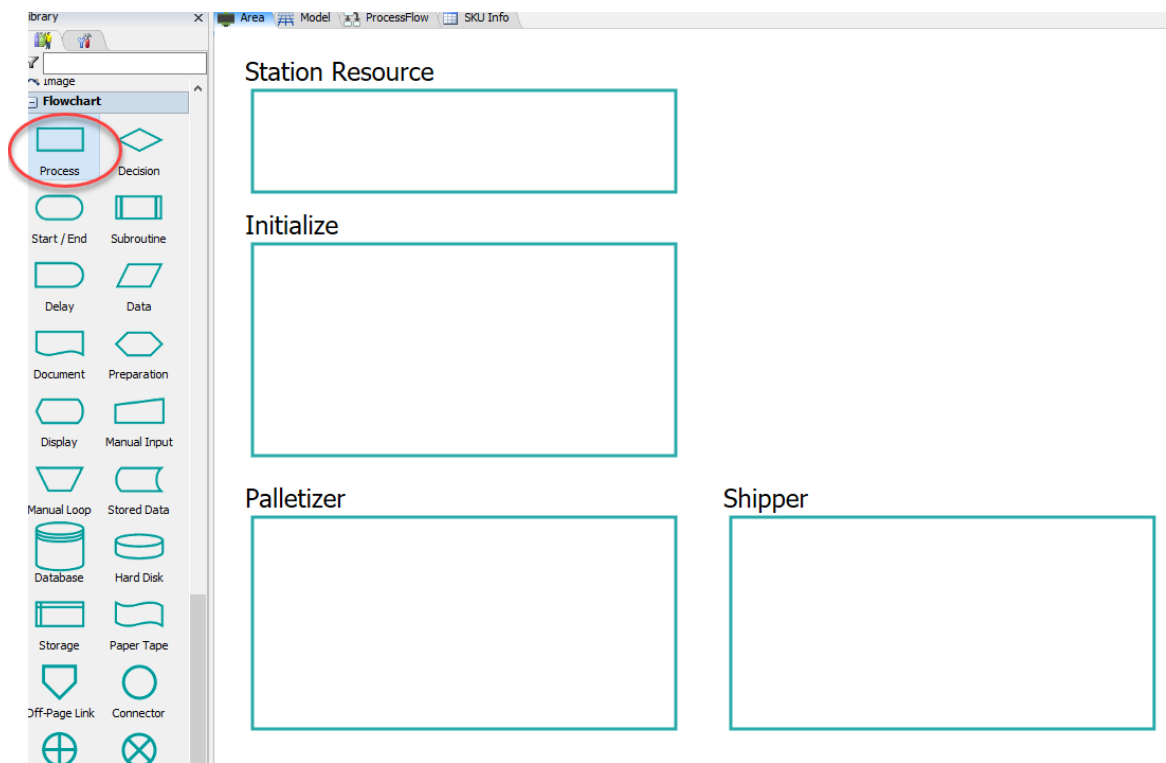 ibrary
Area Model ProcessFlow SKU Info
Image
Flowchart
Process Decision
Start / End Subroutine
Delay Data
Document Preparation
Display Manual Input
Manual Loop Stored Data
Database Hard Disk
Storage Paper Tape
Off-Page Link Connector
Station Resource
Initialize
Palletizer Shipper